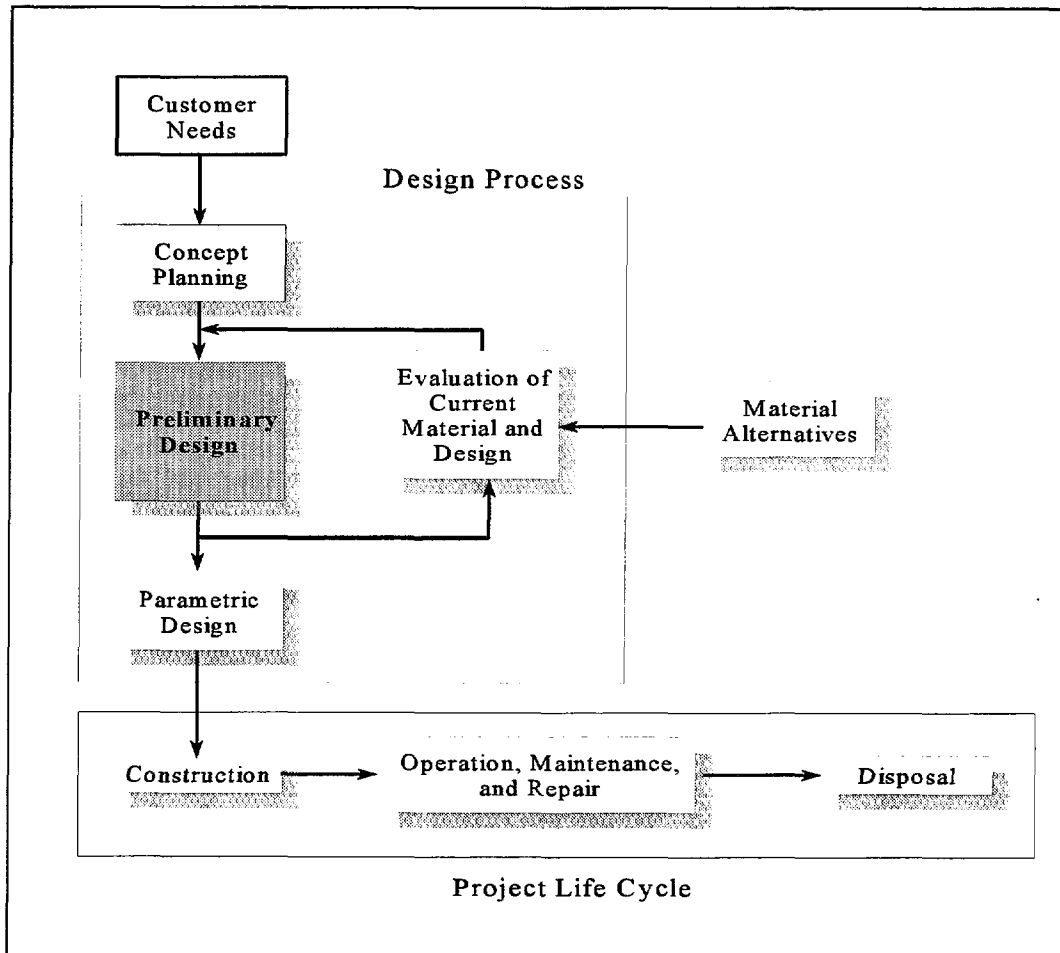 Customer
Needs
Design Process
Concept
Planning
Preliminary
Design
Evaluation of
Current
Material and
Design
Material
Alternatives
Parametric
Design
Construction
Operation, Maintenance,
and Repair
Disposal
Project Life Cycle